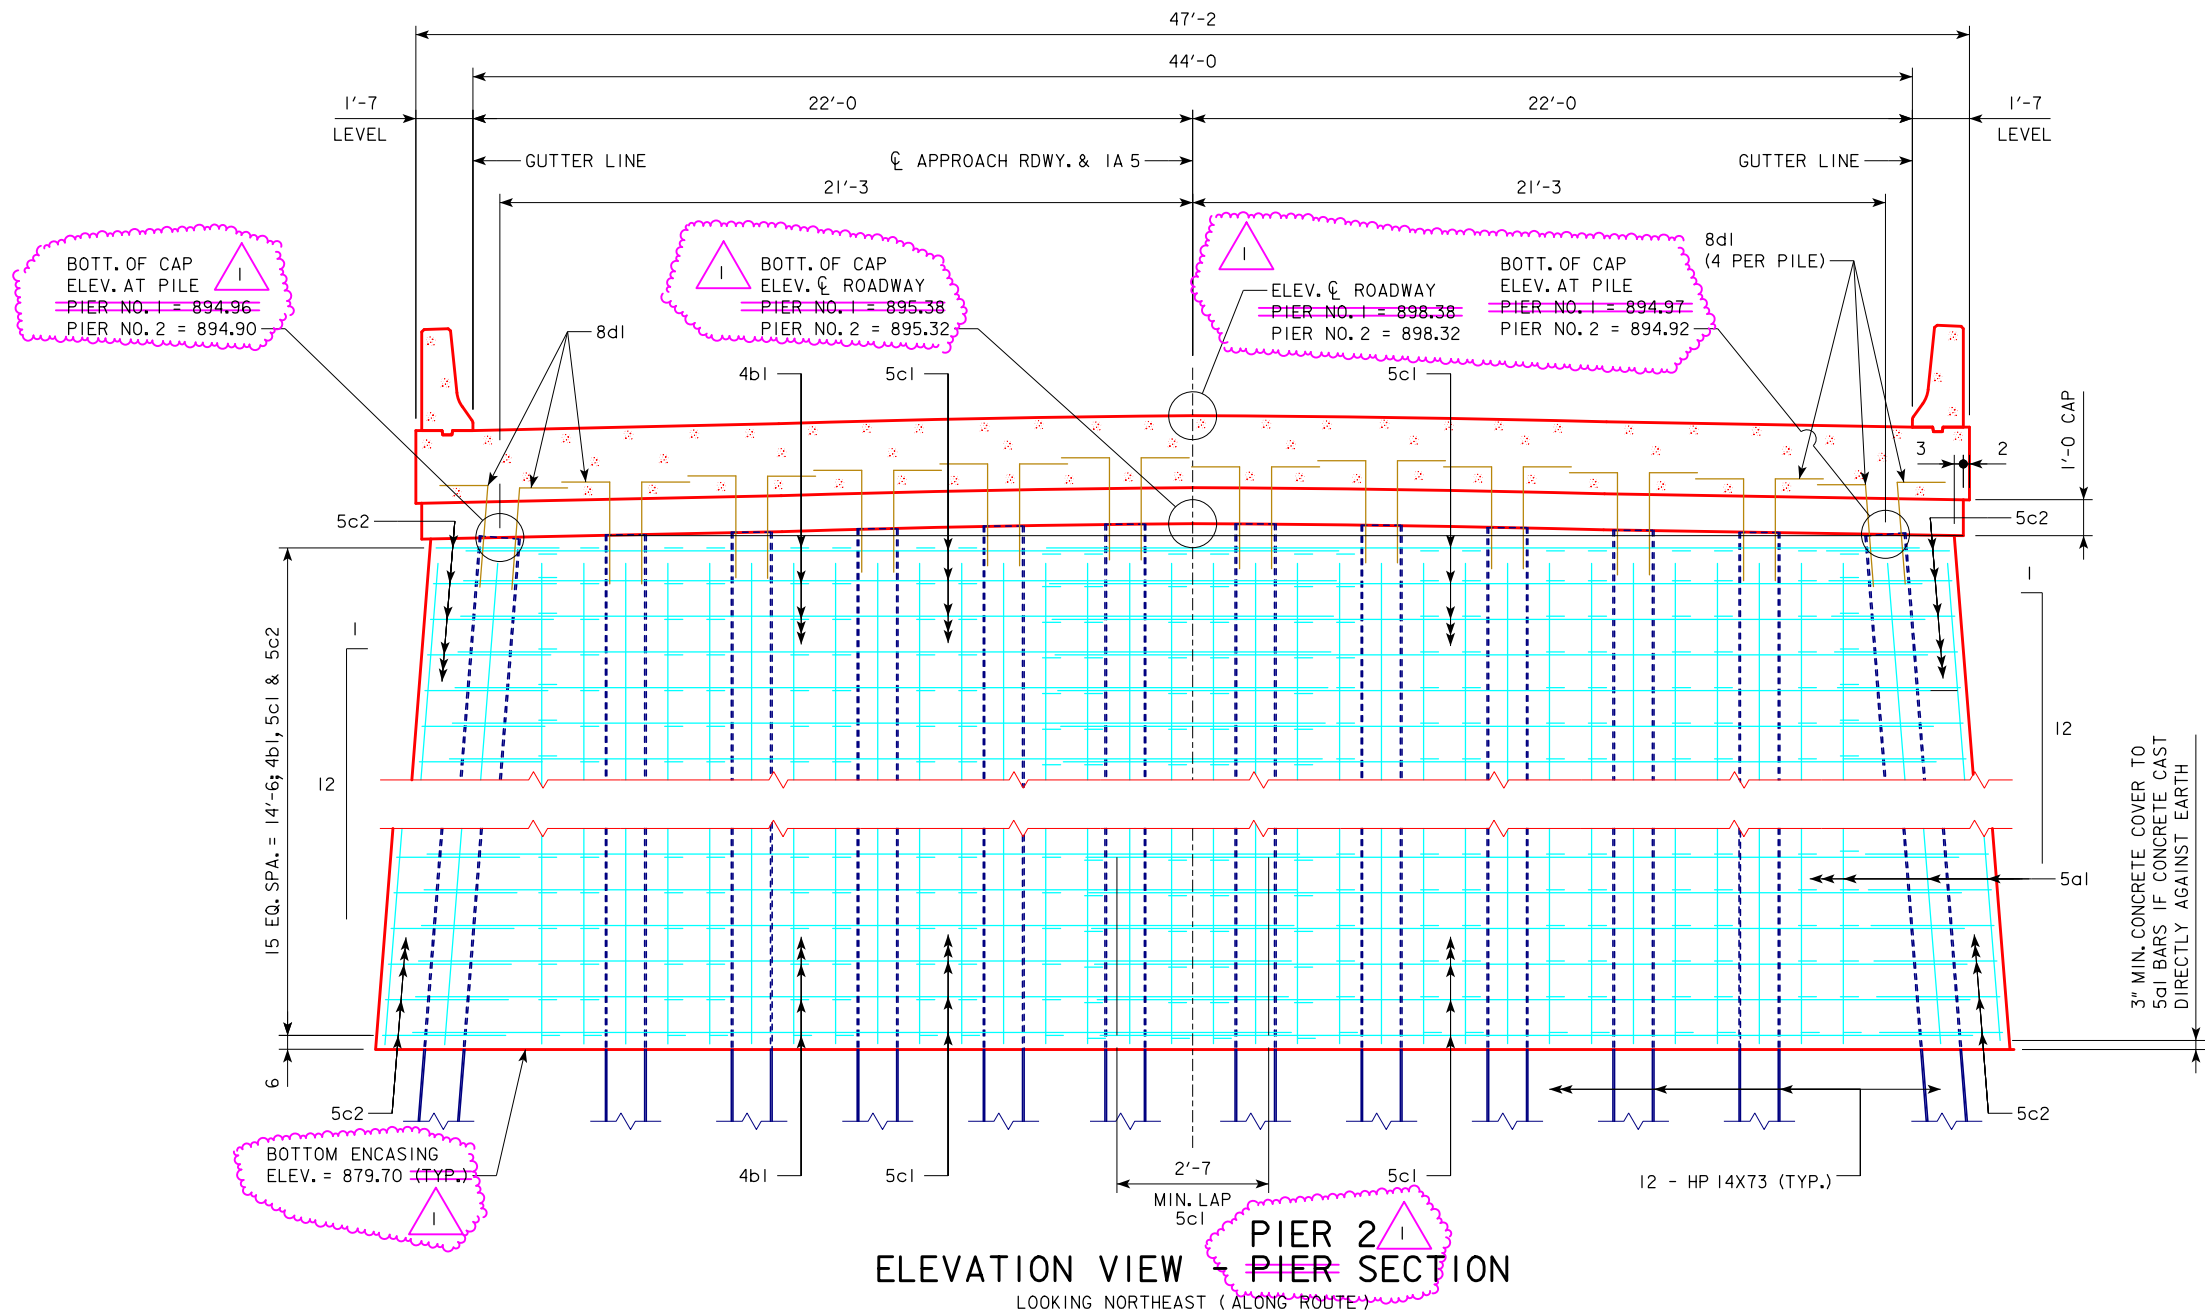 47'-2
44'-0
1'-7
LEVEL
22'-0
22'-0
1'-7
LEVEL
GUTTER LINE
℄ APPROACH RDWY. & IA 5
GUTTER LINE
21'-3
21'-3
BOTT. OF CAP
ELEV. AT PILE
PIER NO. 1 = 894.96
PIER NO. 2 = 894.90
1
BOTT. OF CAP
ELEV. ℄ ROADWAY
PIER NO. 1 = 895.38
PIER NO. 2 = 895.32
1
1
ELEV. ℄ ROADWAY
PIER NO. 1 = 898.38
PIER NO. 2 = 898.32
BOTT. OF CAP
ELEV. AT PILE
PIER NO. 1 = 894.97
PIER NO. 2 = 894.92
8d1
(4 PER PILE)
8d1
4b1
5c1
5c1
3
2
1'-0 CAP
5c2
5c2
15 EQ. SPA. = 14'-6; 4b1, 5c1 & 5c2
1
12
1
12
3" MIN. CONCRETE COVER TO
5a1 BARS IF CONCRETE CAST
DIRECTLY AGAINST EARTH
5a1
6
5c2
5c2
BOTTOM ENCASING
ELEV. = 879.70 (TYP.)
1
4b1
5c1
2'-7
MIN. LAP
5c1
5c1
12 - HP 14X73 (TYP.)
PIER 2
1
ELEVATION VIEW - PIER SECTION
LOOKING NORTHEAST (ALONG ROUTE)